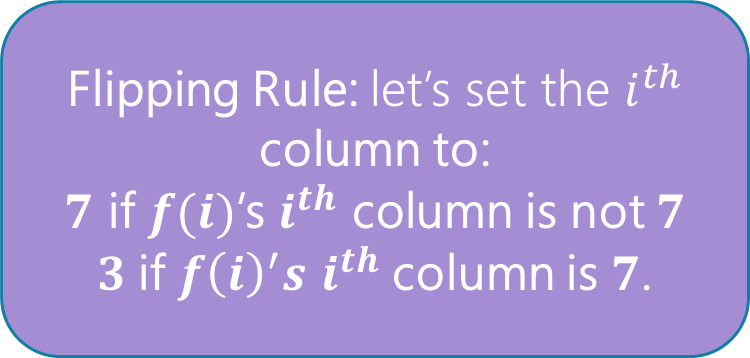 Flipping Rule: let’s set the 𝑖ᵗʰ
column to:
7 if 𝒇(𝒊)’s 𝒊ᵗʰ column is not 7
3 if 𝒇(𝒊)′𝒔 𝒊ᵗʰ column is 7.